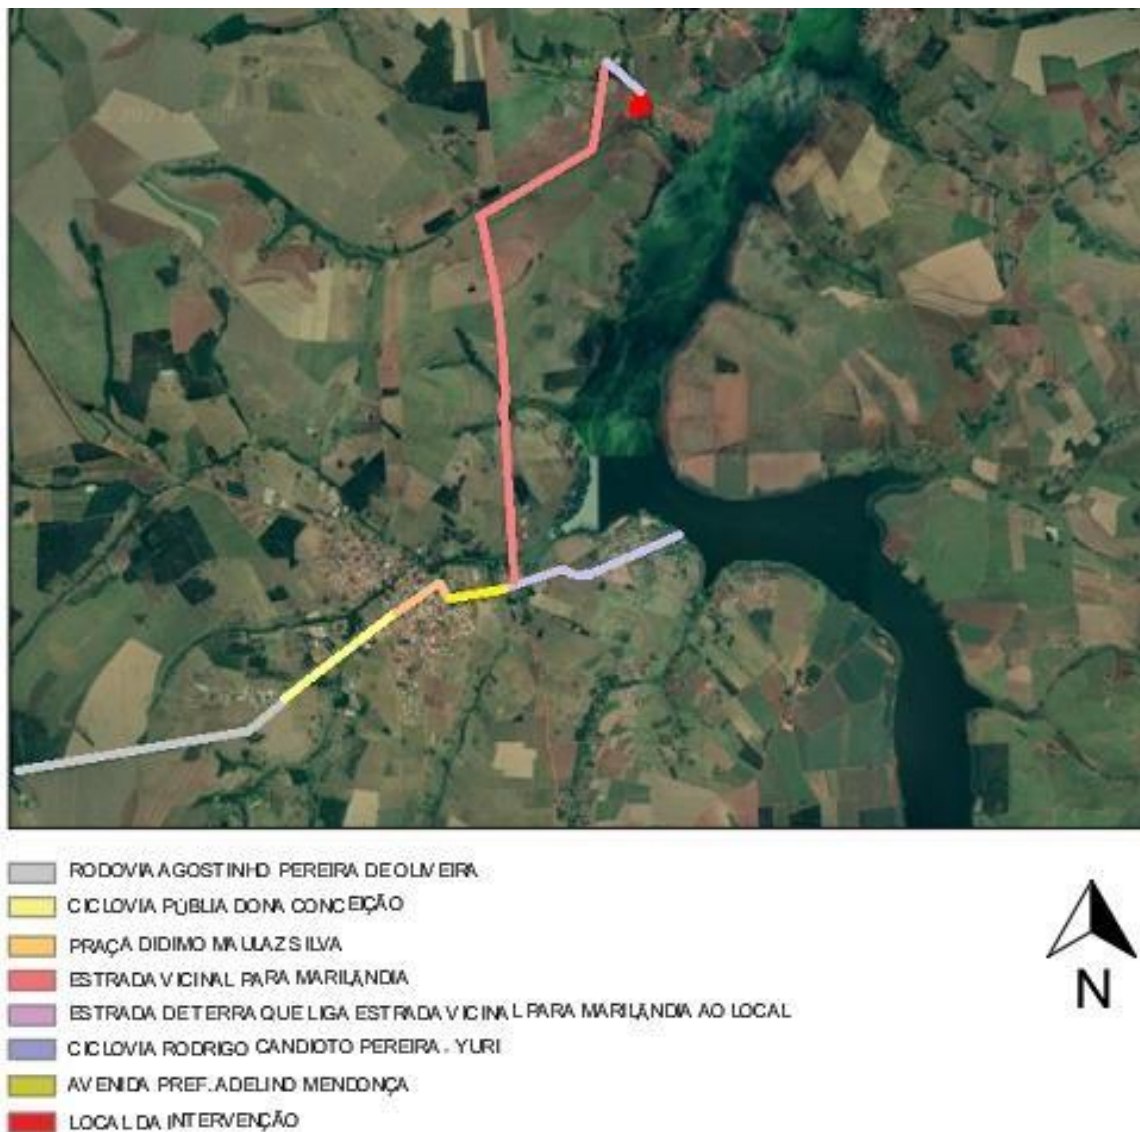 RODOVIA AGOSTINHO PEREIRA DE OLIVEIRA
CICLOVIA PÚBLIA DONA CONCEIÇÃO
PRAÇA DIDIMO MAULAZ SILVA
ESTRADA VICINAL PARA MARILÂNDIA
ESTRADA DE TERRA QUE LIGA ESTRADA VICINAL PARA MARILÂNDIA AO LOCAL
CICLOVIA RODRIGO CANDIOTO PEREIRA - YURI
AVENIDA PREF. ADELINO MENDONÇA
LOCAL DA INTERVENÇÃO
N